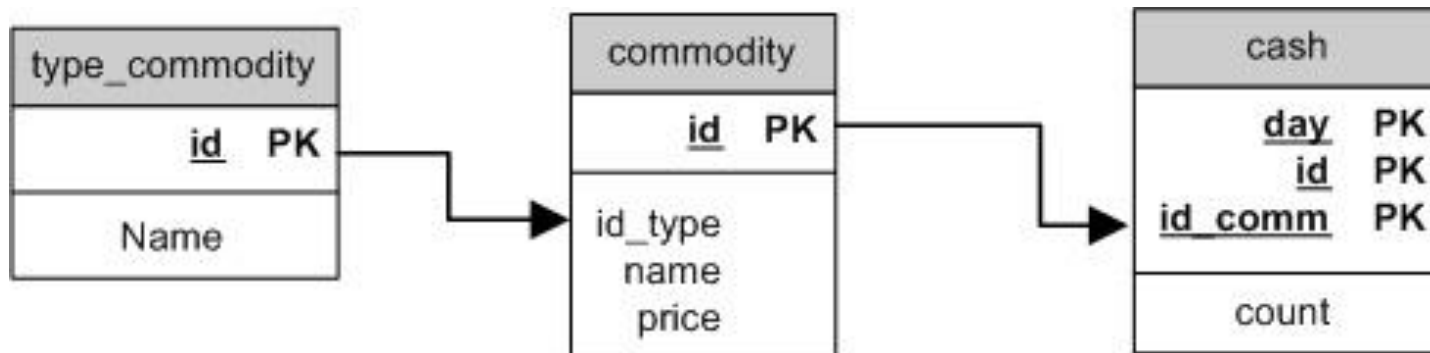 type_commodity
id PK
Name
commodity
id PK
id_type
name
price
cash
day PK
id PK
id_comm PK
count